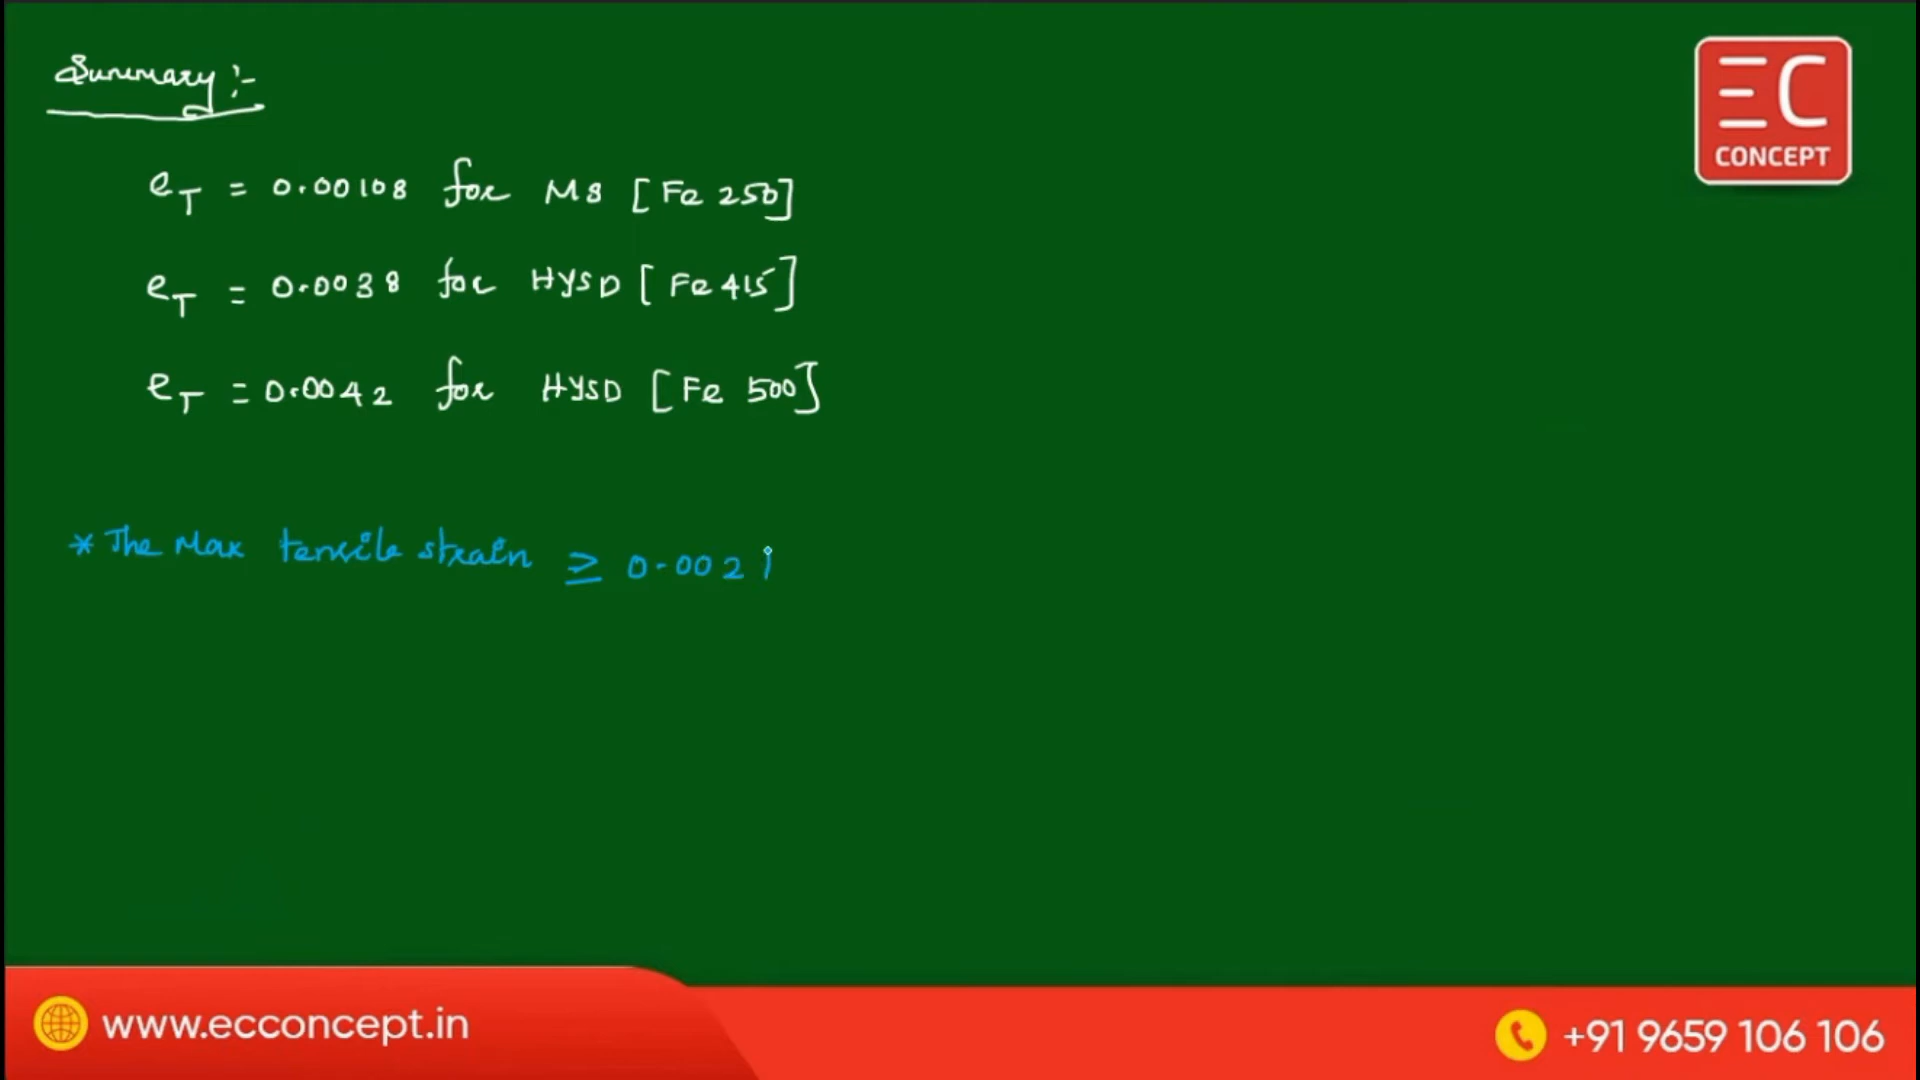 Summary :-
EC
CONCEPT
eT = 0.00108 for MS [Fe 250]
eT = 0.0038 for HYSD [Fe 415]
eT = 0.0042 for HYSD [Fe 500]
* The Max tensile strain ≥ 0.002 i
www.ecconcept.in
+91 9659 106 106